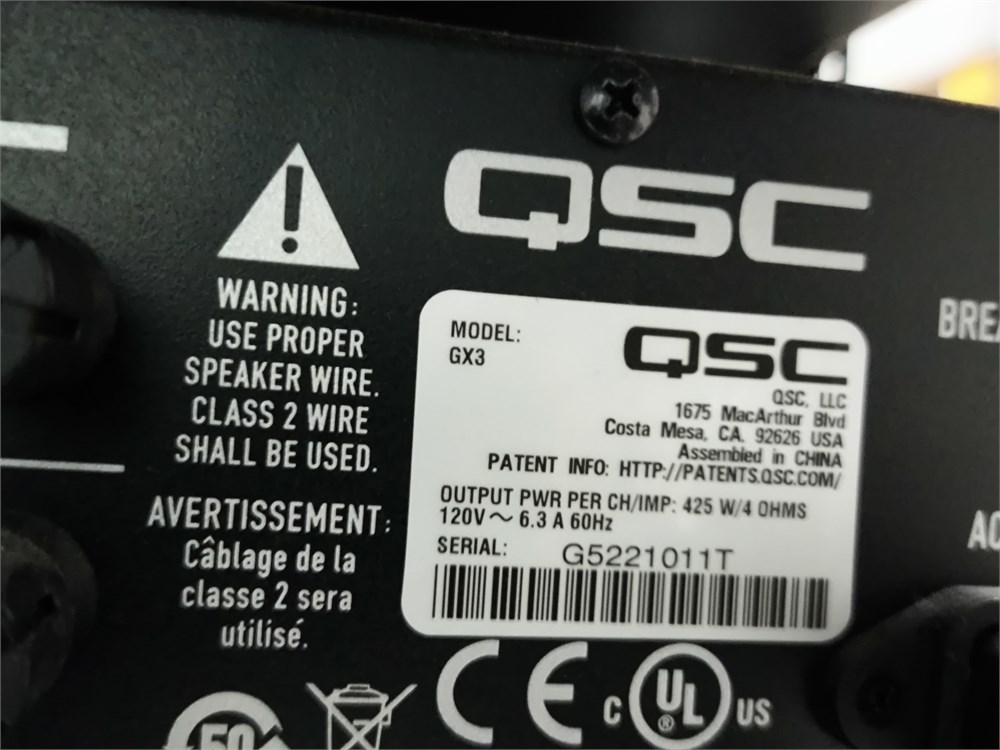 QSC
WARNING:
USE PROPER
SPEAKER WIRE.
CLASS 2 WIRE
SHALL BE USED.
AVERTISSEMENT:
Câblage de la
classe 2 sera
utilisé.
MODEL:
GX3
QSC
QSC, LLC
1675 MacArthur Blvd
Costa Mesa, CA. 92626 USA
Assembled in CHINA
PATENT INFO: HTTP://PATENTS.QSC.COM/
OUTPUT PWR PER CH/IMP: 425 W/4 OHMS
120V～ 6.3 A 60Hz
SERIAL:
G5221011T
CE
C UL ® US
50